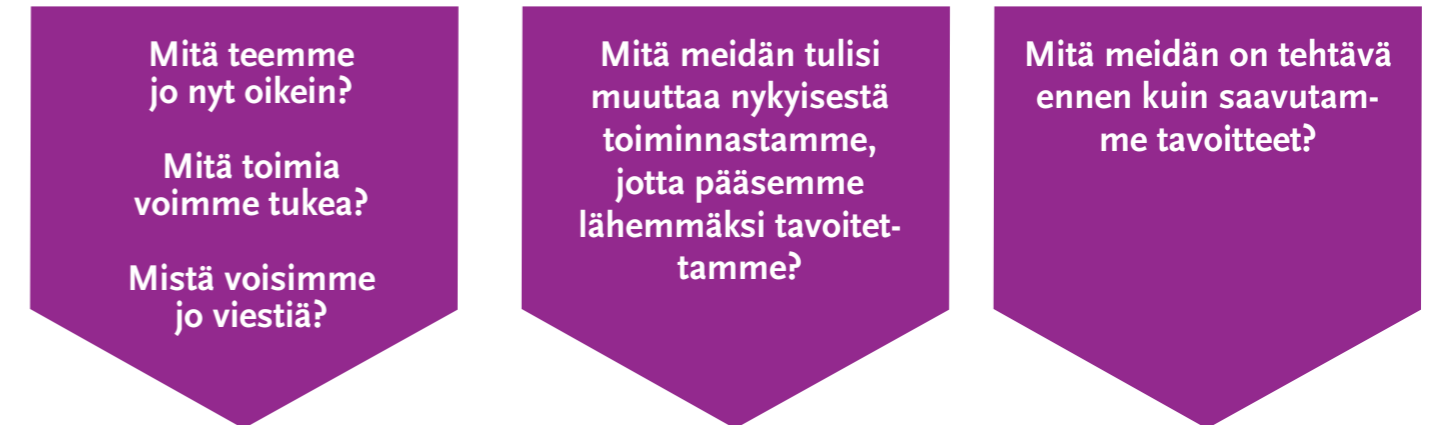 Mitä teemme
jo nyt oikein?
Mitä toimia
voimme tukea?
Mistä voisimme
jo viestiä?
Mitä meidän tulisi
muuttaa nykyisestä
toiminnastamme,
jotta pääsemme
lähemmäksi tavoitet-
tamme?
Mitä meidän on tehtävä
ennen kuin saavutam-
me tavoitteet?